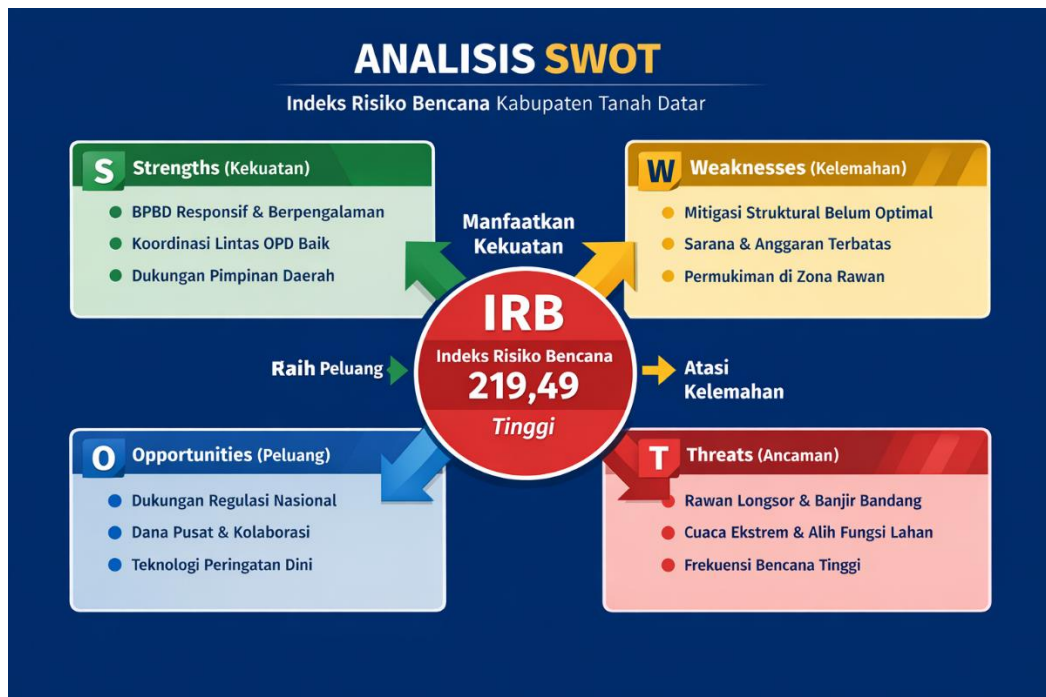 ANALISIS SWOT
Indeks Risiko Bencana Kabupaten Tanah Datar
S Strengths (Kekuatan)
BPBD Responsif & Berpengalaman
Koordinasi Lintas OPD Baik
Dukungan Pimpinan Daerah
Manfaatkan
Kekuatan
W Weaknesses (Kelemahan)
Mitigasi Struktural Belum Optimal
Sarana & Anggaran Terbatas
Permukiman di Zona Rawan
Raih Peluang
IRB
Indeks Risiko Bencana
219,49
Tinggi
Atasi
Kelemahan
O Opportunities (Peluang)
Dukungan Regulasi Nasional
Dana Pusat & Kolaborasi
Teknologi Peringatan Dini
T Threats (Ancaman)
Rawan Longsor & Banjir Bandang
Cuaca Ekstrem & Alih Fungsi Lahan
Frekuensi Bencana Tinggi